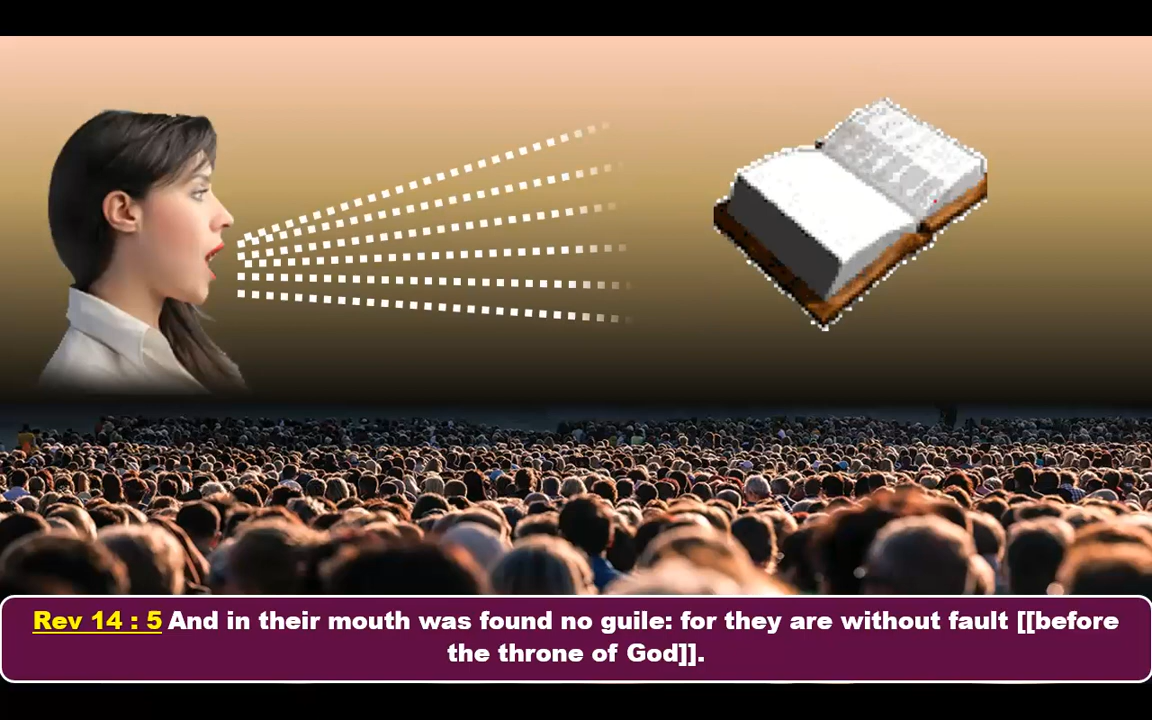 Rev 14 : 5 And in their mouth was found no guile: for they are without fault [[before
the throne of God]].